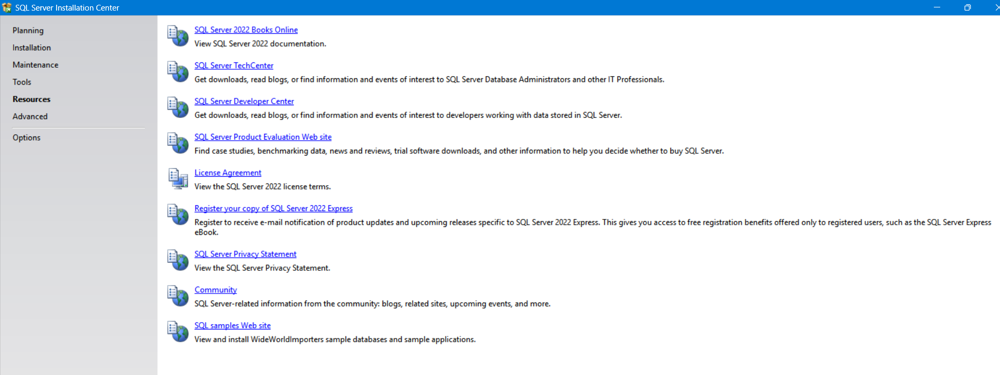 SQL Server Installation Center
Planning
Installation
Maintenance
Tools
Resources
Advanced
Options
SQL Server 2022 Books Online
View SQL Server 2022 documentation.
SQL Server TechCenter
Get downloads, read blogs, or find information and events of interest to SQL Server Database Administrators and other IT Professionals.
SQL Server Developer Center
Get downloads, read blogs, or find information and events of interest to developers working with data stored in SQL Server.
SQL Server Product Evaluation Web site
Find case studies, benchmarking data, news and reviews, trial software downloads, and other information to help you decide whether to buy SQL Server.
License Agreement
View the SQL Server 2022 license terms.
Register your copy of SQL Server 2022 Express
Register to receive e-mail notification of product updates and upcoming releases specific to SQL Server 2022 Express. This gives you access to free registration benefits offered only to registered users, such as the SQL Server Express
eBook.
SQL Server Privacy Statement
View the SQL Server Privacy Statement.
Community
SQL Server-related information from the community: blogs, related sites, upcoming events, and more.
SQL samples Web site
View and install WideWorldImporters sample databases and sample applications.